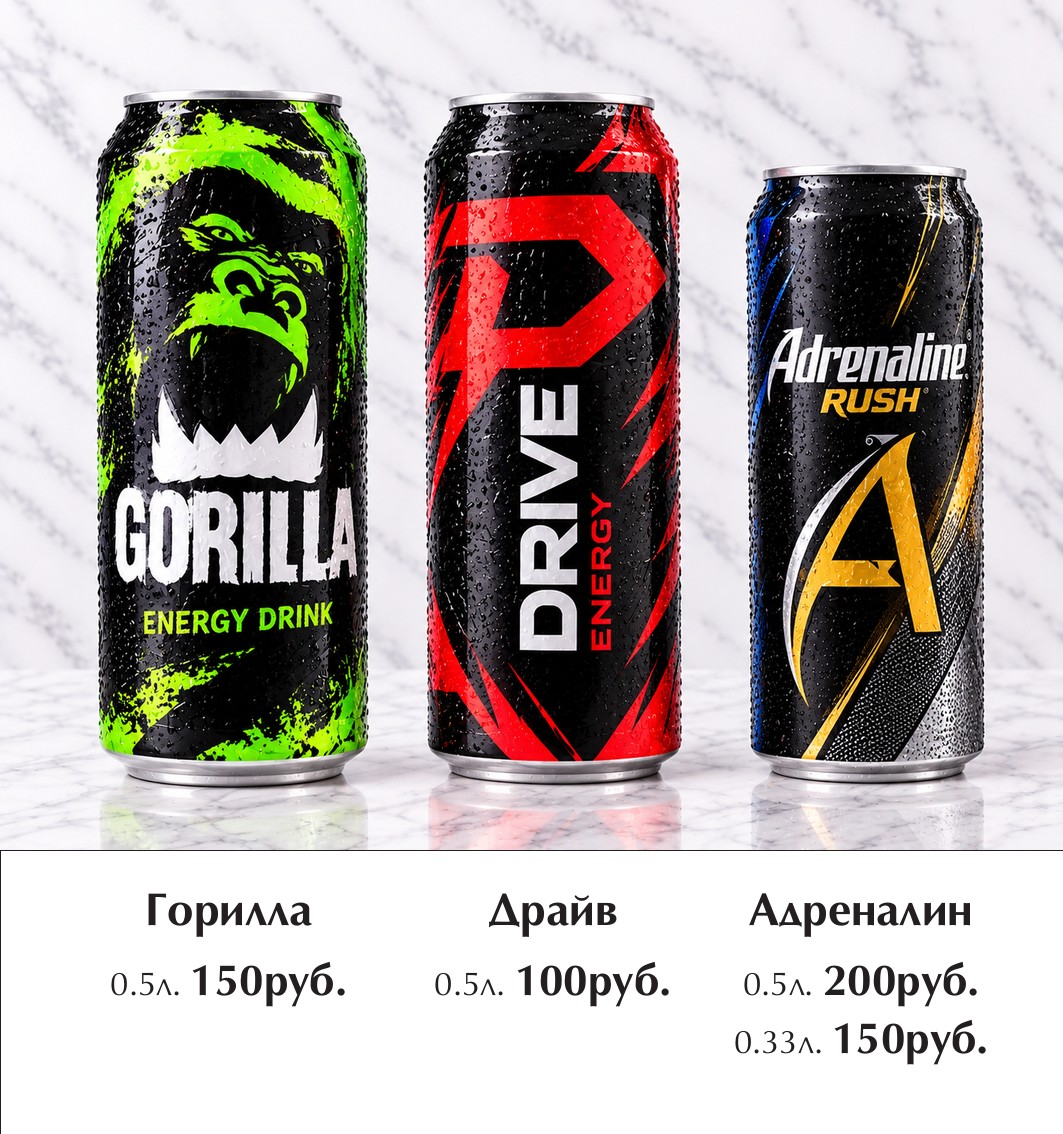 GORILLA
ENERGY DRINK
DRIVE
ENERGY
Adrenaline
RUSH
A
Горилла
0.5л. 150руб.
Драйв
0.5л. 100руб.
Адреналин
0.5л. 200руб.
0.33л. 150руб.